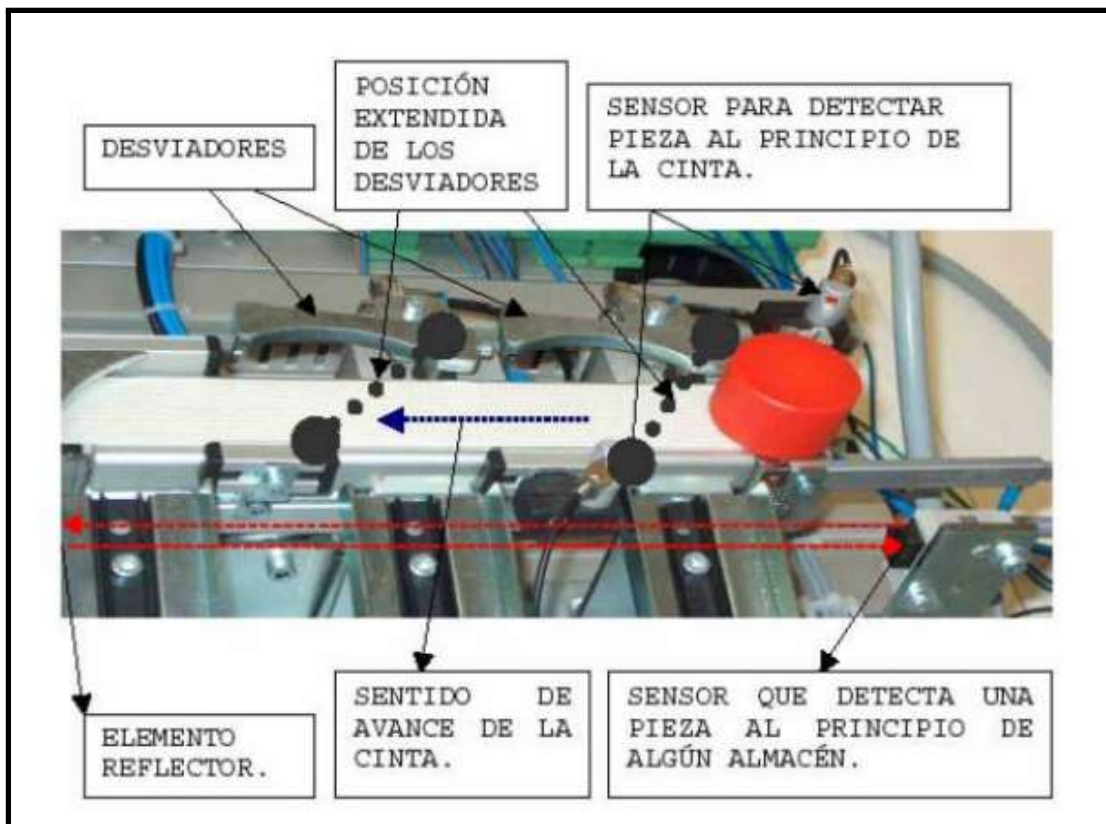 DESVIADORES
POSICIÓN
EXTENDIDA
DE LOS
DESVIADORES
SENSOR PARA DETECTAR
PIEZA AL PRINCIPIO DE
LA CINTA.
ELEMENTO
REFLECTOR.
SENTIDO DE
AVANCE DE LA
CINTA.
SENSOR QUE DETECTA UNA
PIEZA AL PRINCIPIO DE
ALGÚN ALMACÉN.